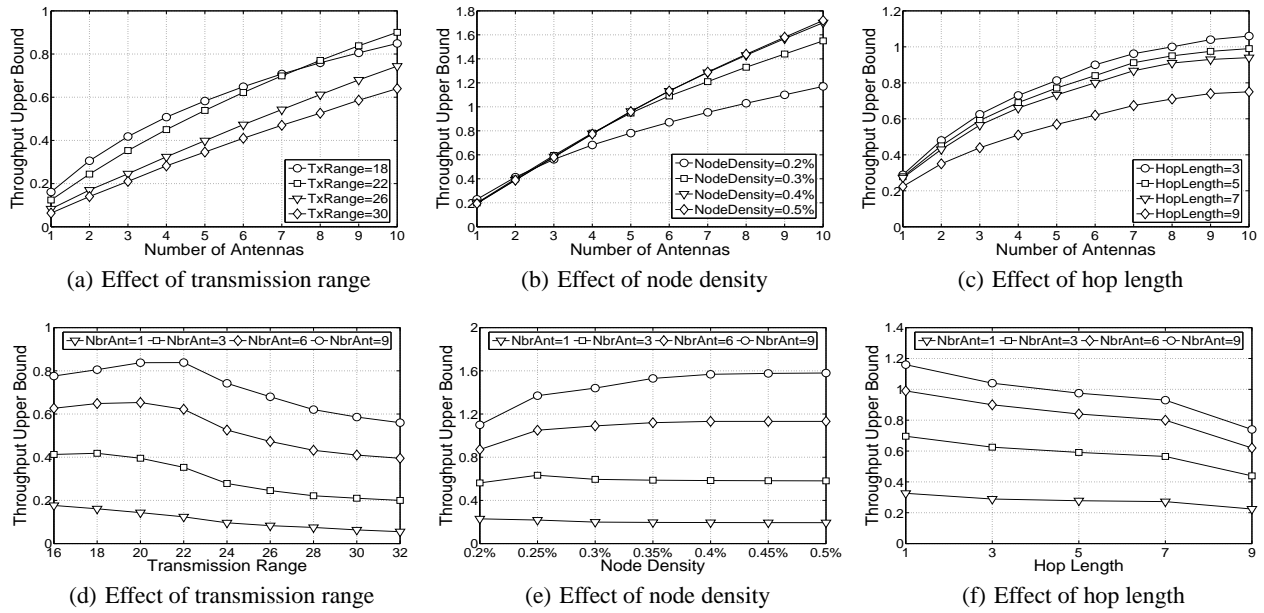 Throughput Upper Bound
1
0.8
0.6
0.4
0.2
0
1 2 3 4 5 6 7 8 9 10
Number of Antennas
TxRange=18
TxRange=22
TxRange=26
TxRange=30
(a) Effect of transmission range
Throughput Upper Bound
1.8
1.6
1.4
1.2
1
0.8
0.6
0.4
0.2
0
1 2 3 4 5 6 7 8 9 10
Number of Antennas
NodeDensity=0.2%
NodeDensity=0.3%
NodeDensity=0.4%
NodeDensity=0.5%
(b) Effect of node density
Throughput Upper Bound
1.2
1
0.8
0.6
0.4
0.2
0
1 2 3 4 5 6 7 8 9 10
Number of Antennas
HopLength=3
HopLength=5
HopLength=7
HopLength=9
(c) Effect of hop length
Throughput Upper Bound
1
0.8
0.6
0.4
0.2
0
NbrAnt=1 NbrAnt=3 NbrAnt=6 NbrAnt=9
16 18 20 22 24 26 28 30 32
Transmission Range
(d) Effect of transmission range
Throughput Upper Bound
2
1.6
1.2
0.8
0.4
0
NbrAnt=1 NbrAnt=3 NbrAnt=6 NbrAnt=9
0.2% 0.25% 0.3% 0.35% 0.4% 0.45% 0.5%
Node Density
(e) Effect of node density
Throughput Upper Bound
1.4
1.2
1
0.8
0.6
0.4
0.2
0
NbrAnt=1 NbrAnt=3 NbrAnt=6 NbrAnt=9
1 3 5 7 9
Hop Length
(f) Effect of hop length